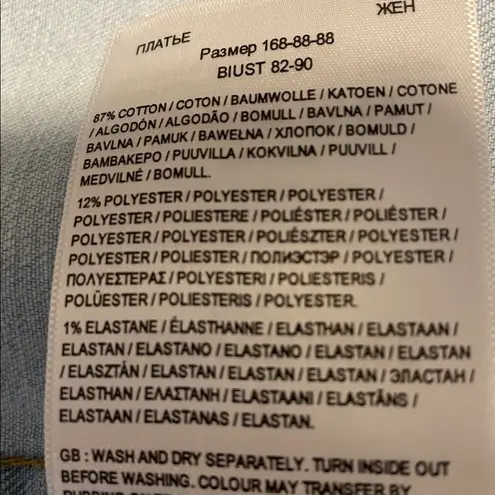 ПЛАТЬЕ ЖЕН
Размер 168-88-88
BIUST 82-90
87% COTTON / COTON / BAUMWOLLE / KATOEN / COTONE
/ ALGODÓN / ALGODÃO / BOMULL / BAVLNA / PAMUT /
BAVLNA / PAMUK / BAWEŁNA / ХЛОПОК / BOMULD /
BAMBAKEPO / PUUVILLA / KOKVILNA / PUUVILL /
MEDVILNĖ / BOMULL.
12% POLYESTER / POLYESTER / POLYESTER /
POLYESTER / POLIESTERE / POLIÉSTER / POLIÉSTER /
POLYESTER / POLYESTER / POLIÉSZTER / POLYESTER /
POLYESTER / POLIESTER / ПОЛИЭСТЭР / POLYESTER /
ΠΟΛΥΕΣΤΕΡΑΣ / POLYESTERI / POLIESTERIS /
POLÜESTER / POLIESTERIS / POLYESTER.
1% ELASTANE / ÉLASTHANNE / ELASTHAN / ELASTAAN /
ELASTAN / ELASTANO / ELASTANO / ELASTAN / ELASTAN
/ ELASZTÁN / ELASTAN / ELASTAN / ELASTAN / ЭЛАСТАН /
ELASTHAN / ΕΛΑΣΤΑΝΗ / ELASTAANI / ELASTĀNS /
ELASTAAN / ELASTANAS / ELASTAN.
GB : WASH AND DRY SEPARATELY. TURN INSIDE OUT
BEFORE WASHING. COLOUR MAY TRANSFER BY